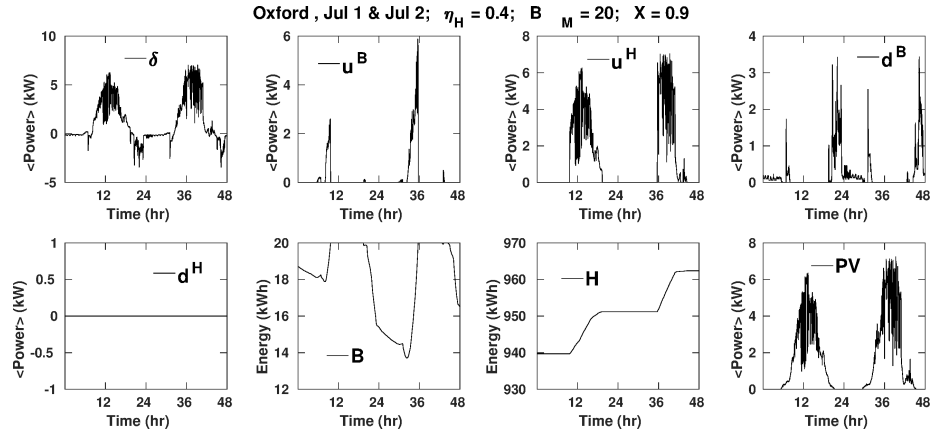 Oxford , Jul 1 & Jul 2; η_H = 0.4; B _M = 20; X = 0.9
10
5
0
-5
<Power> (kW)
δ
12 24 36 48
Time (hr)
6
4
2
0
<Power> (kW)
u^B
12 24 36 48
Time (hr)
8
6
4
2
0
<Power> (kW)
u^H
12 24 36 48
Time (hr)
4
3
2
1
0
<Power> (kW)
d^B
12 24 36 48
Time (hr)
1
0.5
0
-0.5
-1
<Power> (kW)
d^H
12 24 36 48
Time (hr)
20
18
16
14
12
Energy (kWh)
B
12 24 36 48
Time (hr)
970
960
950
940
930
Energy (kWh)
H
12 24 36 48
Time (hr)
8
6
4
2
0
<Power> (kW)
PV
12 24 36 48
Time (hr)